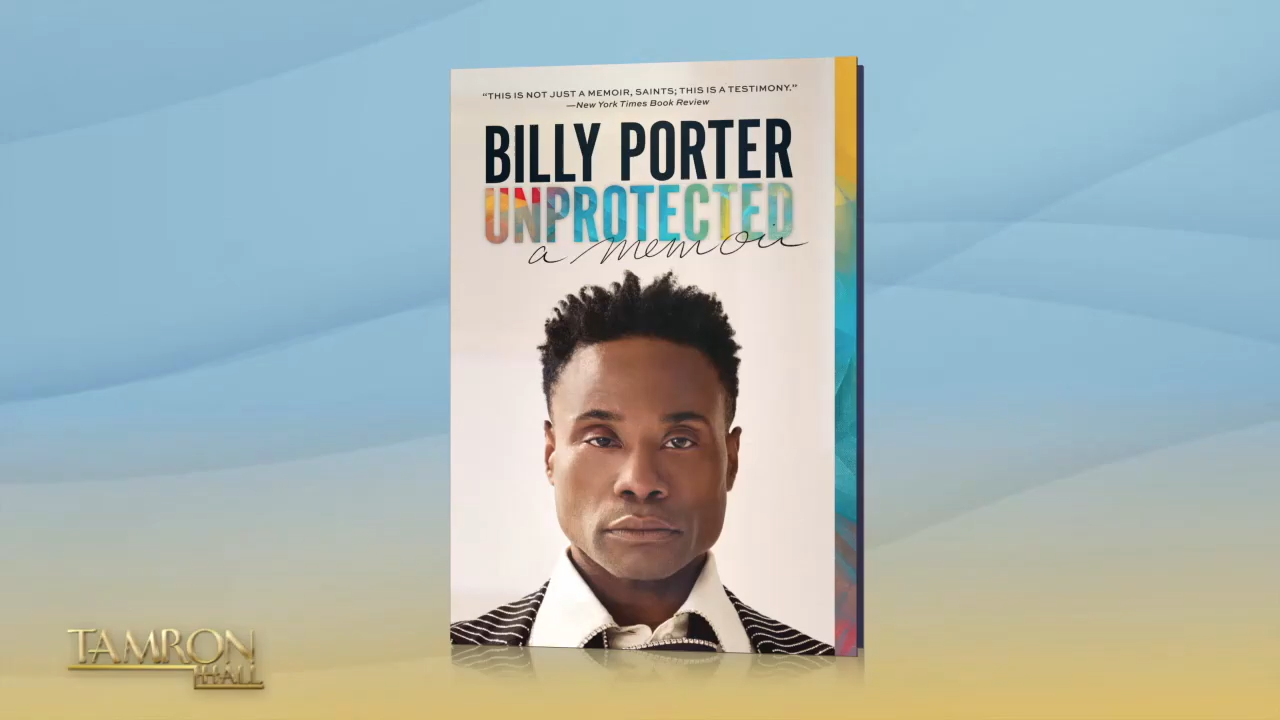 “THIS IS NOT JUST A MEMOIR, SAINTS; THIS IS A TESTIMONY.”
—New York Times Book Review
BILLY PORTER
UNPROTECTED
a memoir
TAMRON
HALL